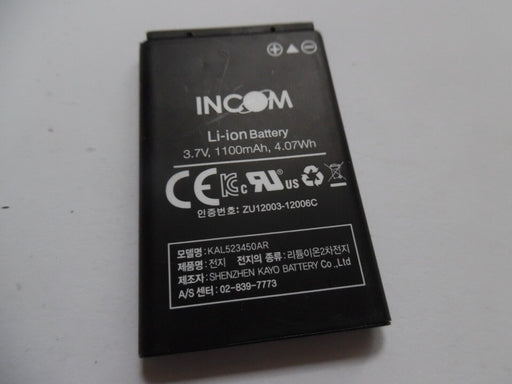 INCOM
Li-ion Battery
3.7V, 1100mAh, 4.07Wh
CE KC c RU us
인증번호: ZU12003-12006C
모델명: KAL523450AR
제품명: 전지 전지의 종류: 리튬이온2차전지
제조자: SHENZHEN KAYO BATTERY Co.,Ltd
A/S 센터: 02-839-7773